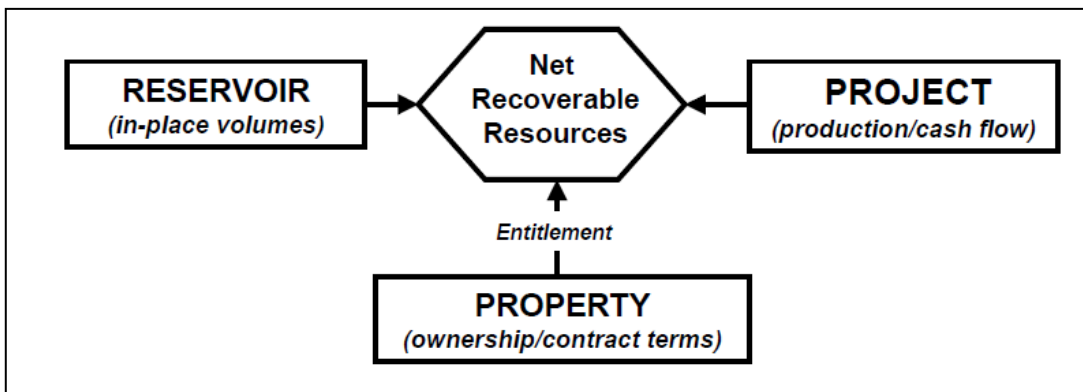 RESERVOIR
(in-place volumes)
Net
Recoverable
Resources
PROJECT
(production/cash flow)
Entitlement
PROPERTY
(ownership/contract terms)